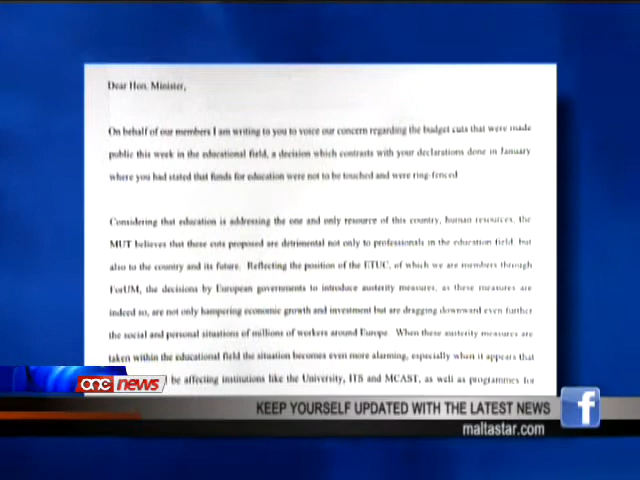 Dear Hon. Minister,
On behalf of our members I am writing to you to voice our concern regarding the budget cuts that were made
public this week in the educational field, a decision which contrasts with your declarations done in January
where you had stated that funds for education were not to be touched and were ring-fenced
Considering that education is addressing the one and only resource of this country, human resources, the
MUT believes that these cuts proposed are detrimental not only to professionals in the education field, but
also to the country and its future. Reflecting the position of the ETUC, of which we are members through
ForUM, the decisions by European governments to introduce austerity measures, as these measures are
indeed so, are not only hampering economic growth and investment but are dragging downward even further
the social and personal situations of millions of workers around Europe. When these austerity measures are
taken within the educational field the situation becomes even more alarming, especially when it appears that
be affecting institutions like the University, ITS and MCAST, as well as programmes for
one news
KEEP YOURSELF UPDATED WITH THE LATEST NEWS
f
maltastar.com